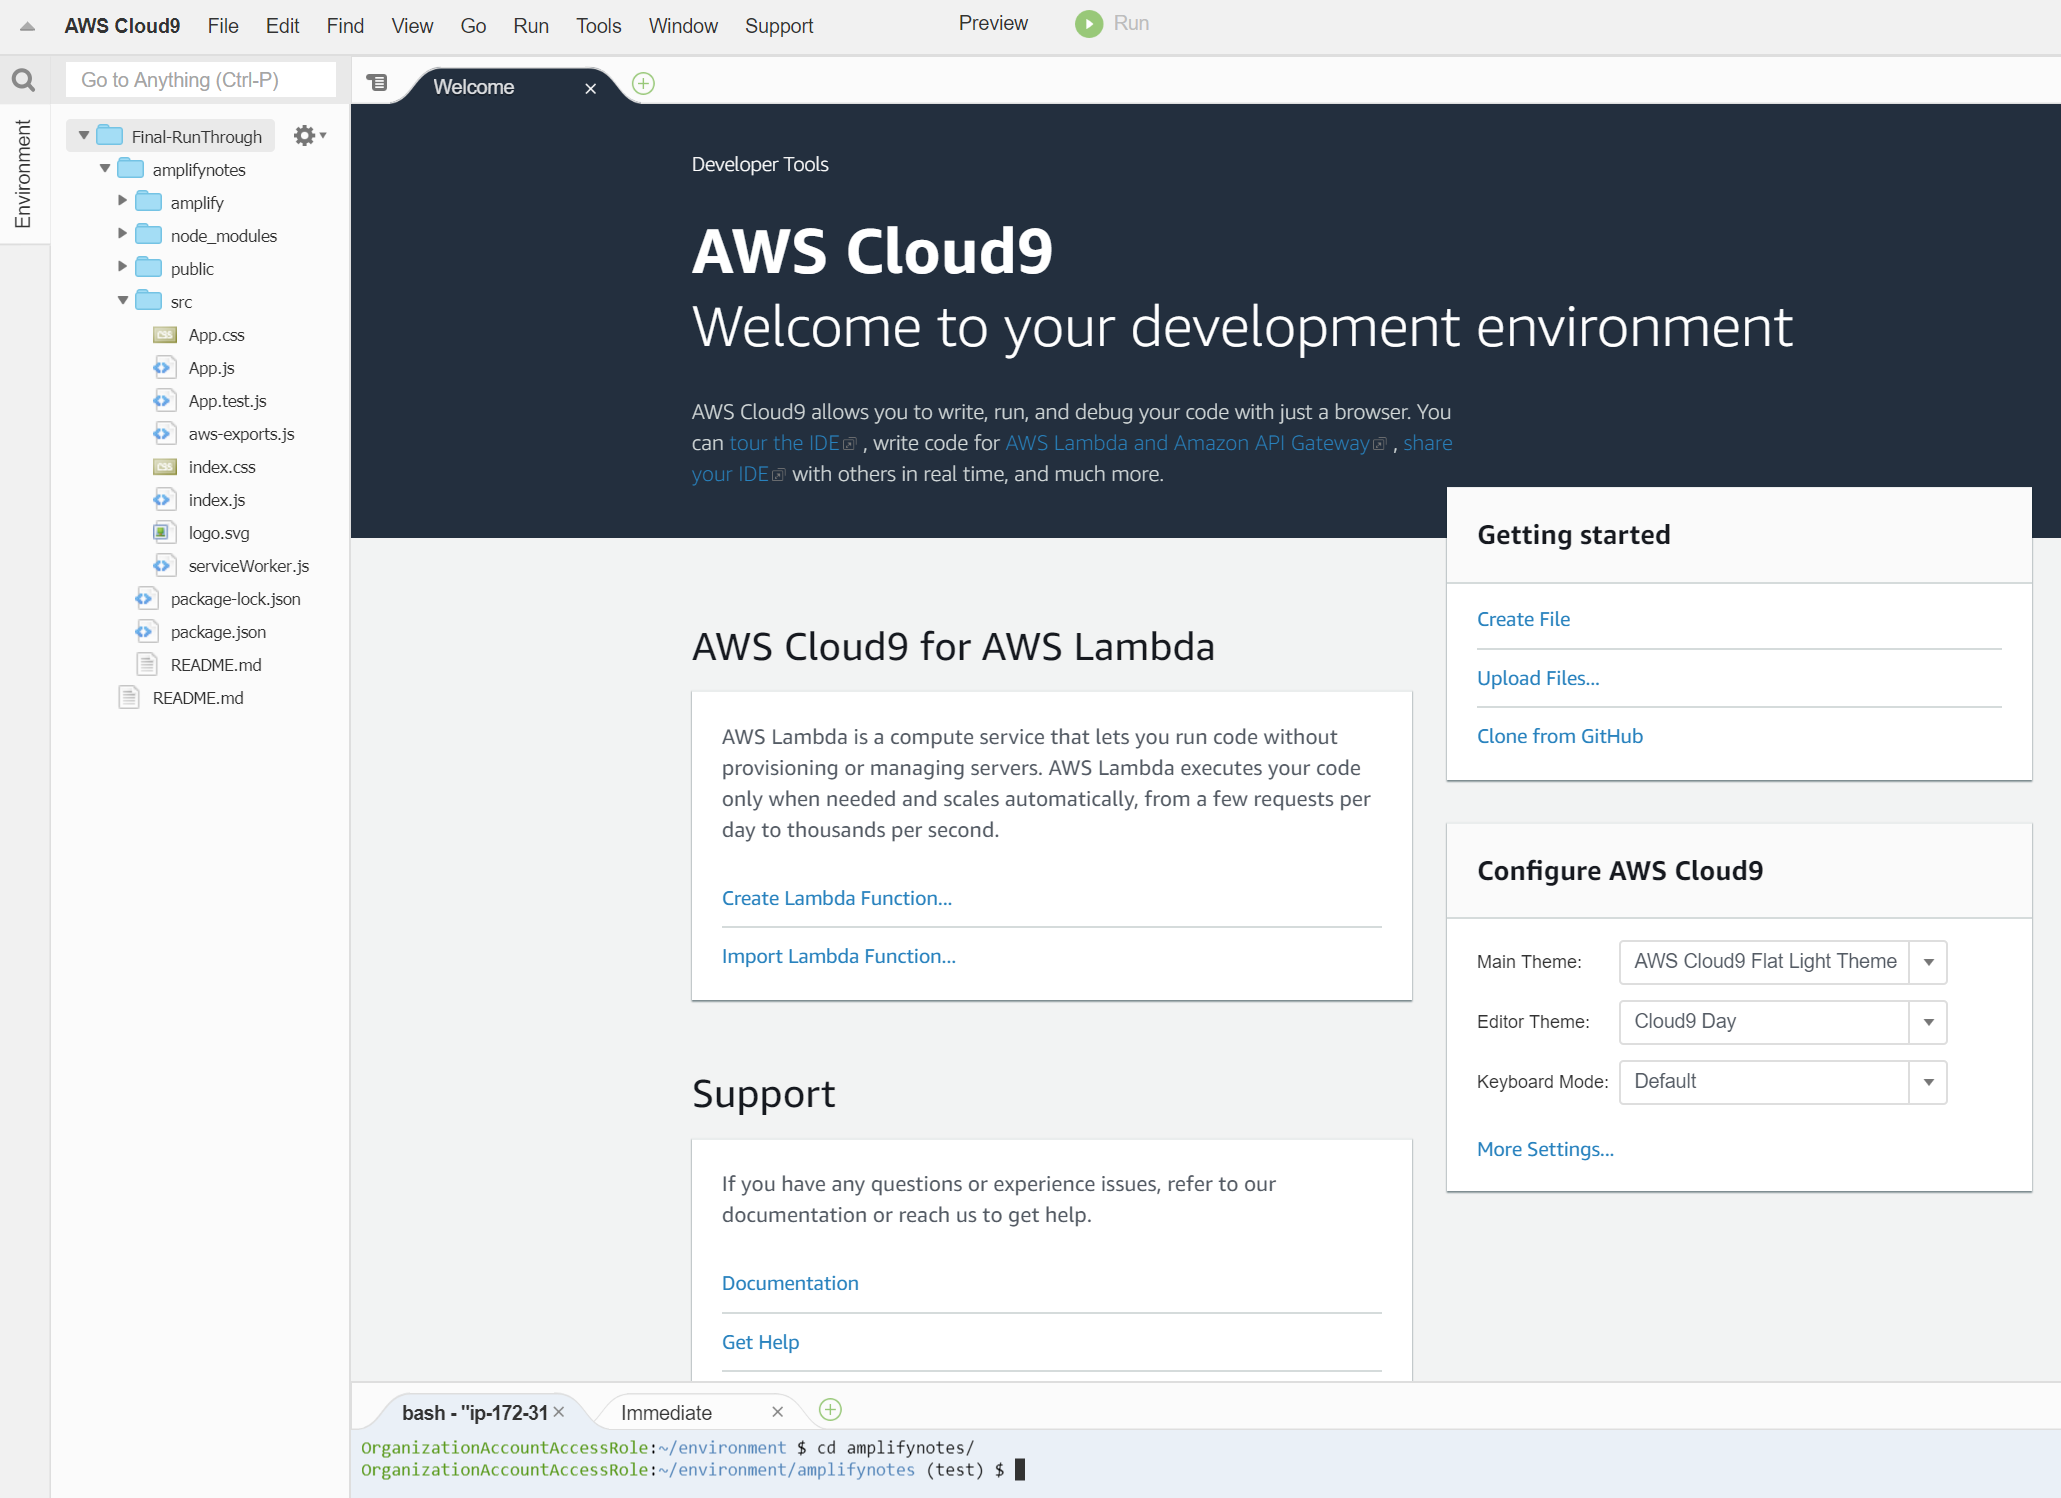 AWS Cloud9 File Edit Find View Go Run Tools Window Support Preview Run
Go to Anything (Ctrl-P)
Welcome
Environment
Final-RunThrough
amplifynotes
amplify
node_modules
public
src
App.css
App.js
App.test.js
aws-exports.js
index.css
index.js
logo.svg
serviceWorker.js
package-lock.json
package.json
README.md
README.md
Developer Tools
AWS Cloud9
Welcome to your development environment
AWS Cloud9 allows you to write, run, and debug your code with just a browser. You
can tour the IDE , write code for AWS Lambda and Amazon API Gateway , share
your IDE with others in real time, and much more.
Getting started
Create File
Upload Files...
Clone from GitHub
AWS Cloud9 for AWS Lambda
AWS Lambda is a compute service that lets you run code without
provisioning or managing servers. AWS Lambda executes your code
only when needed and scales automatically, from a few requests per
day to thousands per second.
Create Lambda Function...
Import Lambda Function...
Configure AWS Cloud9
Main Theme: AWS Cloud9 Flat Light Theme
Editor Theme: Cloud9 Day
Keyboard Mode: Default
More Settings...
Support
If you have any questions or experience issues, refer to our
documentation or reach us to get help.
Documentation
Get Help
bash - "ip-172-31 Immediate
OrganizationAccountAccessRole:~/environment $ cd amplifynotes/
OrganizationAccountAccessRole:~/environment/amplifynotes (test) $